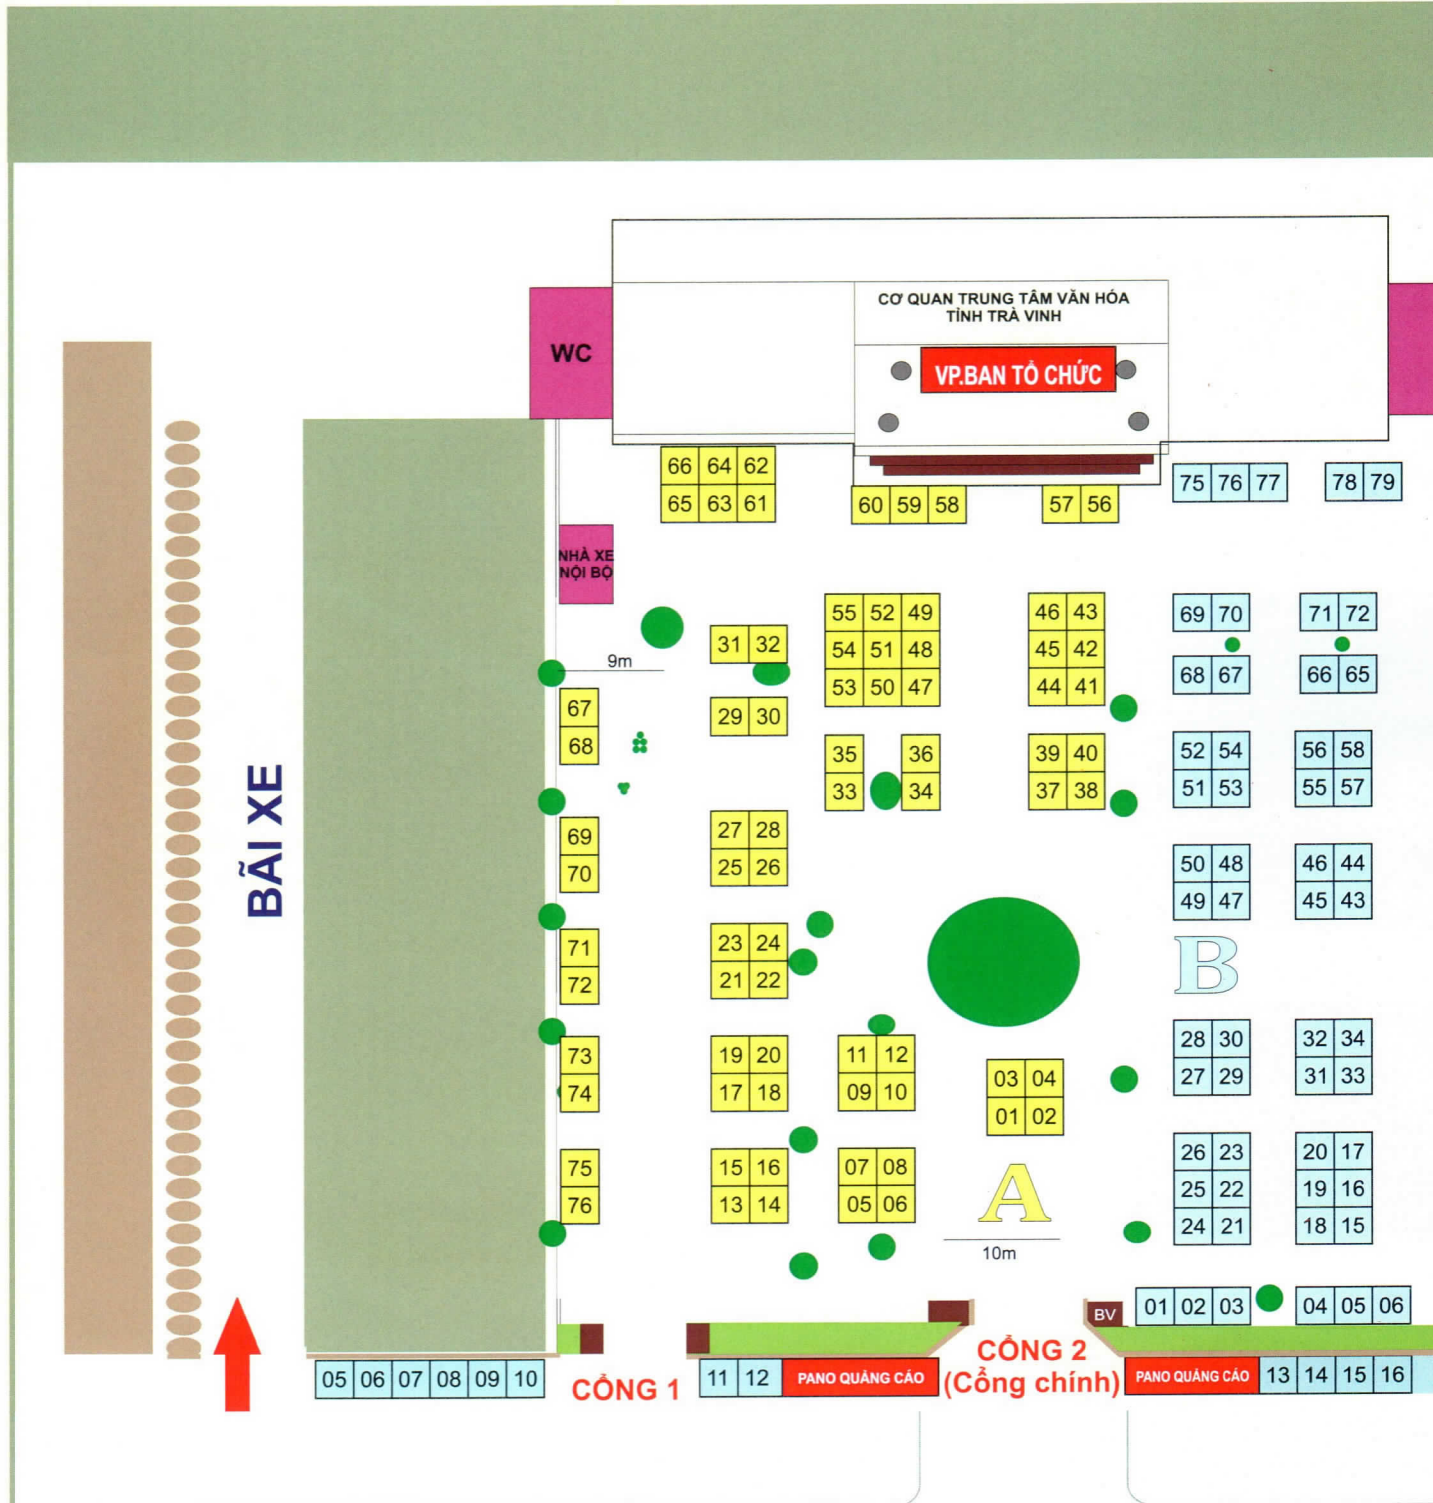 CƠ QUAN TRUNG TÂM VĂN HÓA
TỈNH TRÀ VINH
WC
VP.BAN TỔ CHỨC
66 64 62
65 63 61
60 59 58
57 56
75 76 77
78 79
NHÀ XE
NỘI BỘ
55 52 49
54 51 48
53 50 47
46 43
45 42
44 41
69 70
71 72
31 32
9m
68 67
66 65
67
68
29 30
35
33
36
34
39 40
37 38
52 54
51 53
56 58
55 57
BÃI XE
69
70
27 28
25 26
50 48
49 47
46 44
45 43
71
72
23 24
21 22
B
73
74
19 20
17 18
11 12
09 10
03 04
01 02
28 30
27 29
32 34
31 33
75
76
15 16
13 14
07 08
05 06
A
10m
26 23
25 22
24 21
20 17
19 16
18 15
BV
01 02 03
04 05 06
05 06 07 08 09 10
CỔNG 1
11 12
PANO QUẢNG CÁO
CỔNG 2
(Cổng chính)
PANO QUẢNG CÁO
13 14 15 16